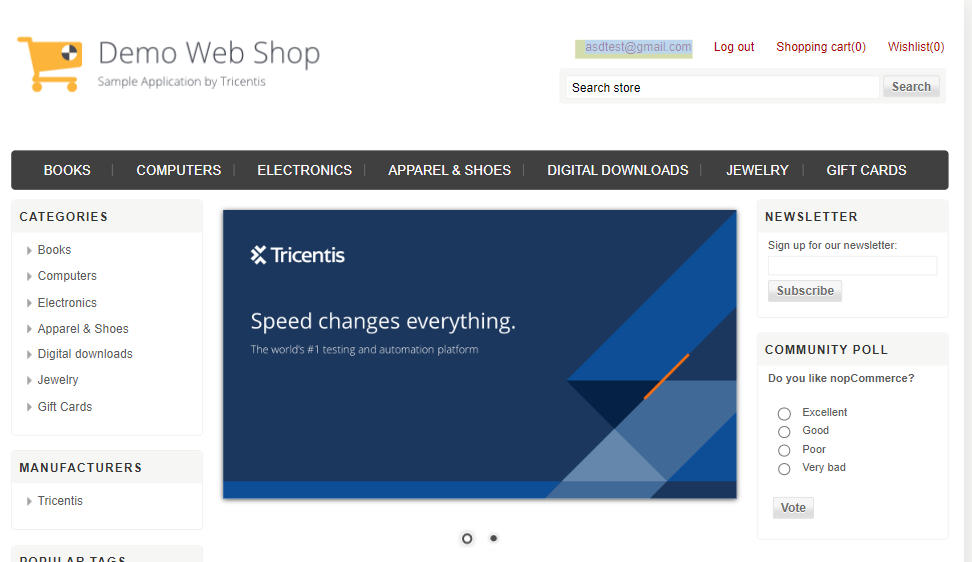 Demo Web Shop
Sample Application by Tricentis
asdtest@gmail.com Log out Shopping cart(0) Wishlist(0)
Search store Search
BOOKS COMPUTERS ELECTRONICS APPAREL & SHOES DIGITAL DOWNLOADS JEWELRY GIFT CARDS
CATEGORIES
Books
Computers
Electronics
Apparel & Shoes
Digital downloads
Jewelry
Gift Cards
MANUFACTURERS
Tricentis
POPULAR TAGS
Tricentis
Speed changes everything.
The world's #1 testing and automation platform
NEWSLETTER
Sign up for our newsletter:
Subscribe
COMMUNITY POLL
Do you like nopCommerce?
Excellent
Good
Poor
Very bad
Vote